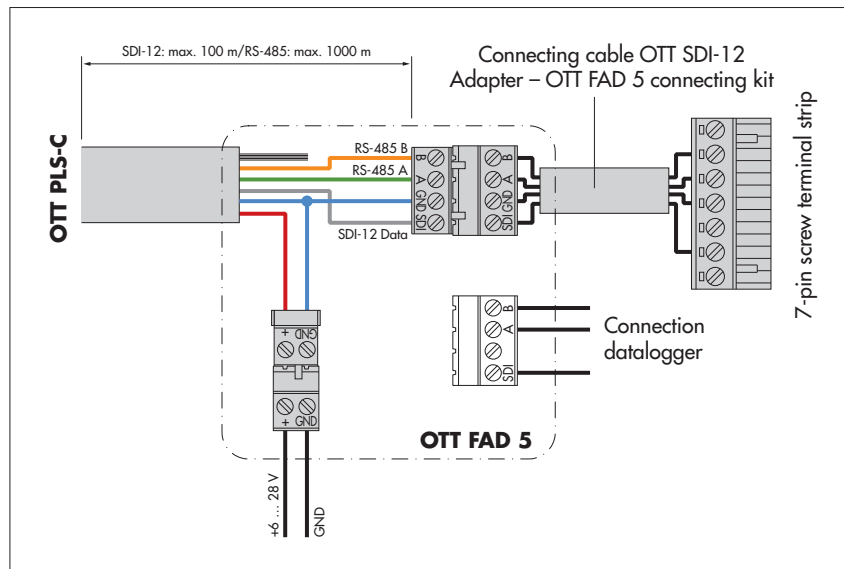 SDI-12: max. 100 m/RS-485: max. 1000 m
Connecting cable OTT SDI-12
Adapter – OTT FAD 5 connecting kit
7-pin screw terminal strip
OTT PLS-C
RS-485 B
RS-485 A
SDI-12 Data
B
A
GND
SDI
B
A
GND
SDI
+
GND
+
GND
B
A
SDI
Connection
datalogger
OTT FAD 5
+6 ... 28 V
GND